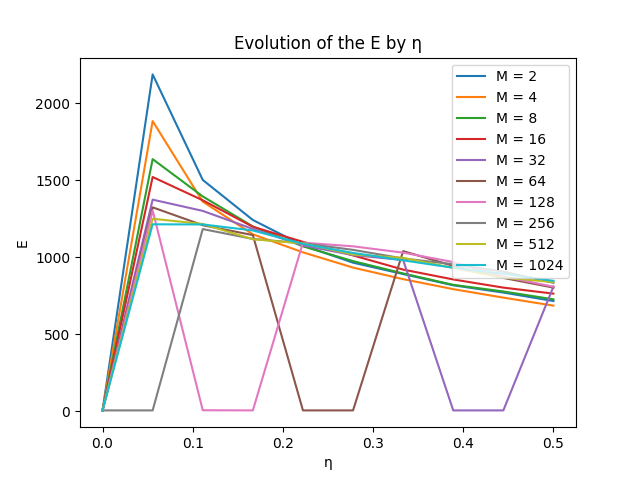 Evolution of the E by η
E
2000
1500
1000
500
0
0.0 0.1 0.2 0.3 0.4 0.5
η
M = 2
M = 4
M = 8
M = 16
M = 32
M = 64
M = 128
M = 256
M = 512
M = 1024